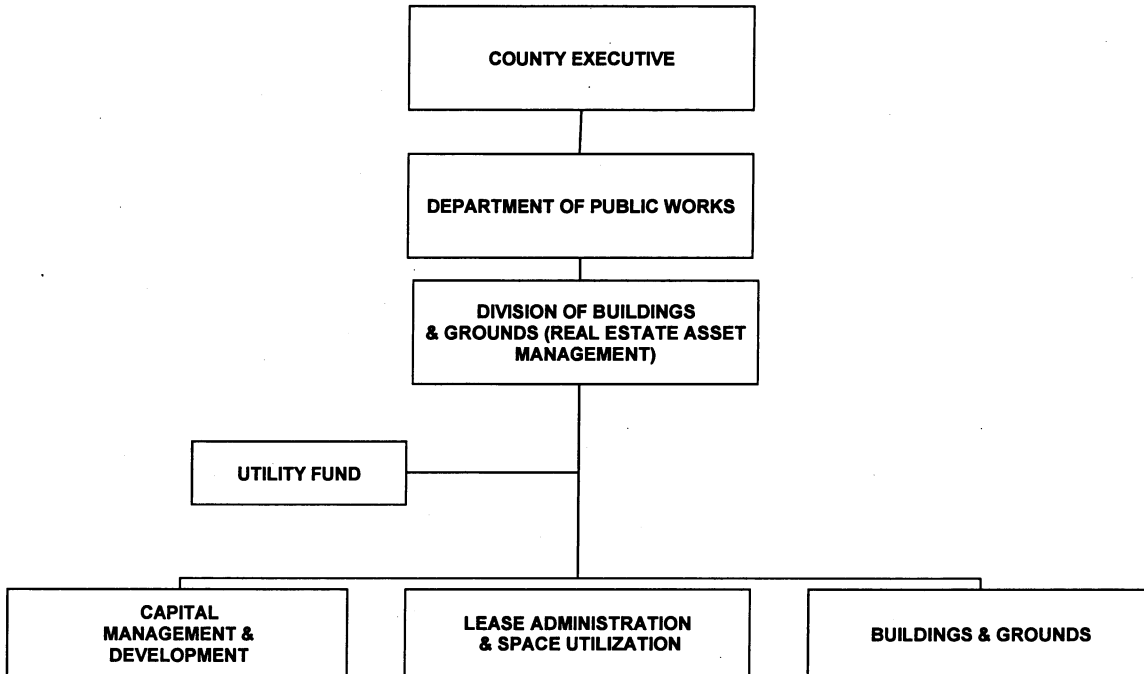 COUNTY EXECUTIVE
DEPARTMENT OF PUBLIC WORKS
DIVISION OF BUILDINGS
& GROUNDS (REAL ESTATE ASSET
MANAGEMENT)
UTILITY FUND
CAPITAL
MANAGEMENT &
DEVELOPMENT
LEASE ADMINISTRATION
& SPACE UTILIZATION
BUILDINGS & GROUNDS